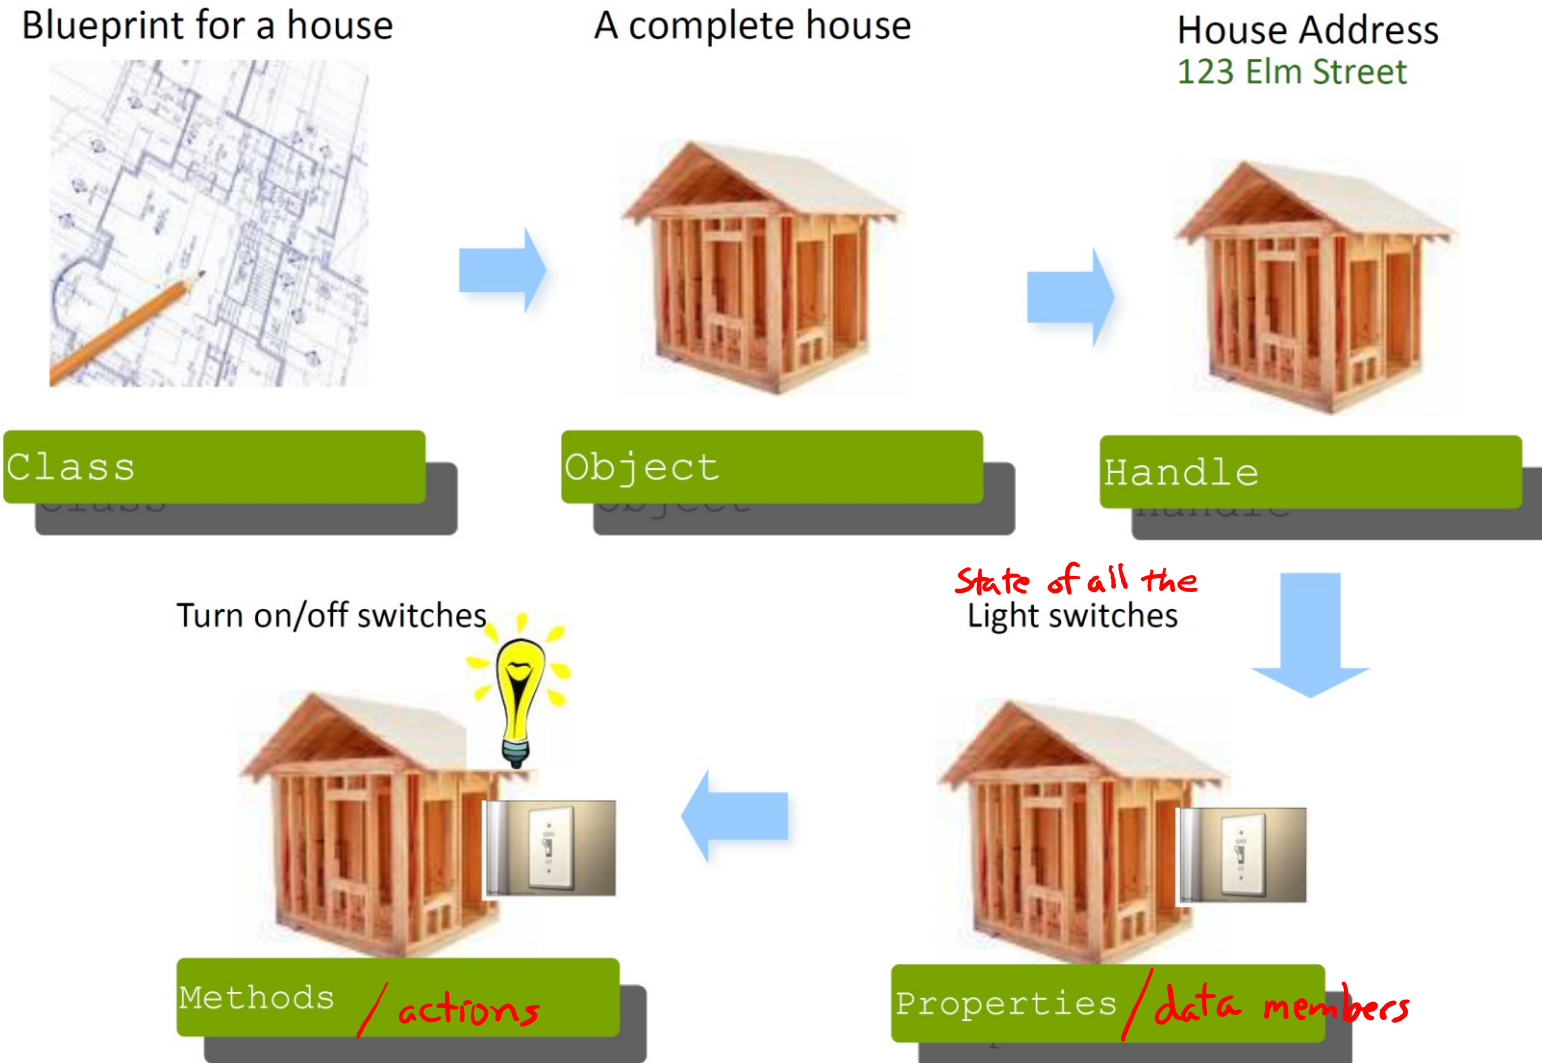 Blueprint for a house
A complete house
House Address
123 Elm Street
Class
Object
Handle
State of all the
Light switches
Turn on/off switches
Properties / data members
Methods / actions